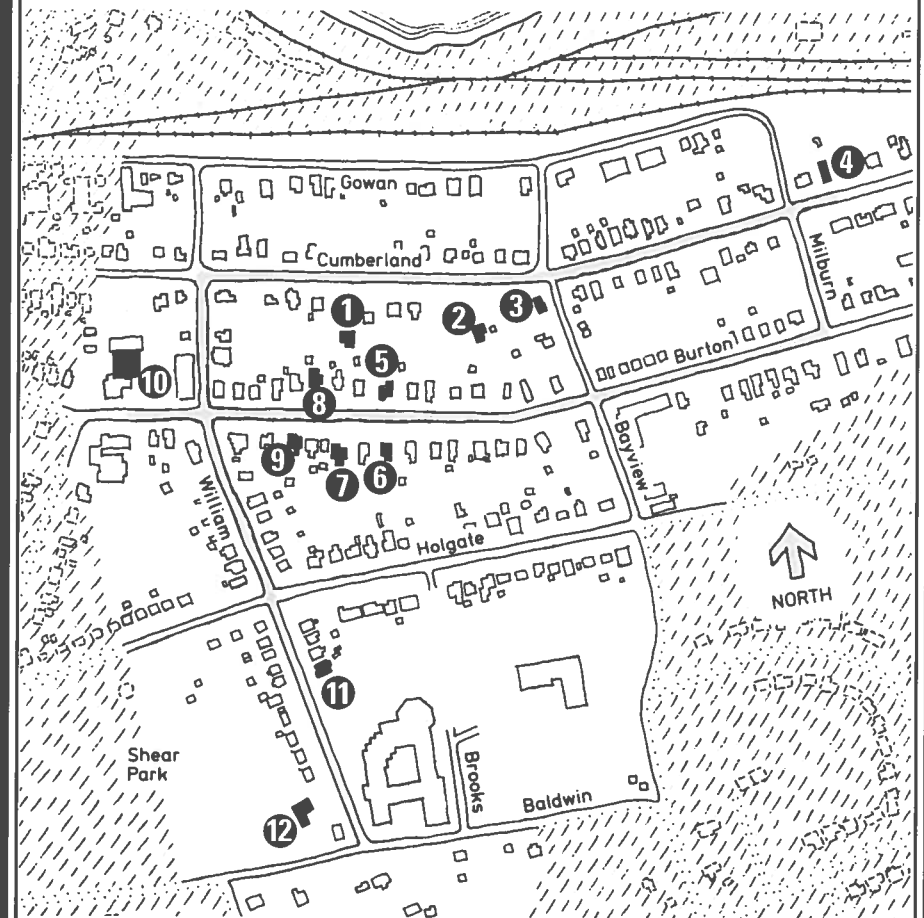 4
Gowan
Cumberland
Milburn
1
2
3
5
Burton
10
8
Bayview
9
7
6
William
Holgate
NORTH
11
Shear
Park
Brooks
Baldwin
12